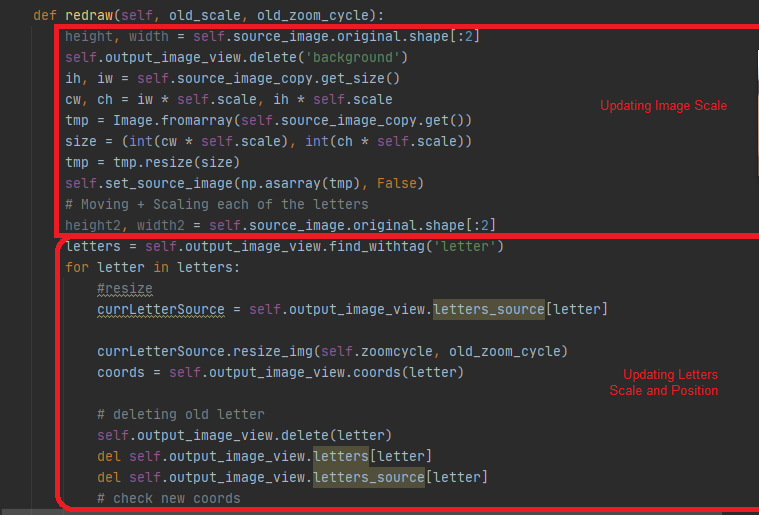 def redraw(self, old_scale, old_zoom_cycle):
height, width = self.source_image.original.shape[:2]
self.output_image_view.delete('background')
ih, iw = self.source_image_copy.get_size()
cw, ch = iw * self.scale, ih * self.scale
Updating Image Scale
tmp = Image.fromarray(self.source_image_copy.get())
size = (int(cw * self.scale), int(ch * self.scale))
tmp = tmp.resize(size)
self.set_source_image(np.asarray(tmp), False)
# Moving + Scaling each of the letters
height2, width2 = self.source_image.original.shape[:2]
letters = self.output_image_view.find_withtag('letter')
for letter in letters:
#resize
currLetterSource = self.output_image_view.letters_source[letter]
currLetterSource.resize_img(self.zoomcycle, old_zoom_cycle)
coords = self.output_image_view.coords(letter)
Updating Letters
Scale and Position
# deleting old letter
self.output_image_view.delete(letter)
del self.output_image_view.letters[letter]
del self.output_image_view.letters_source[letter]
# check new coords